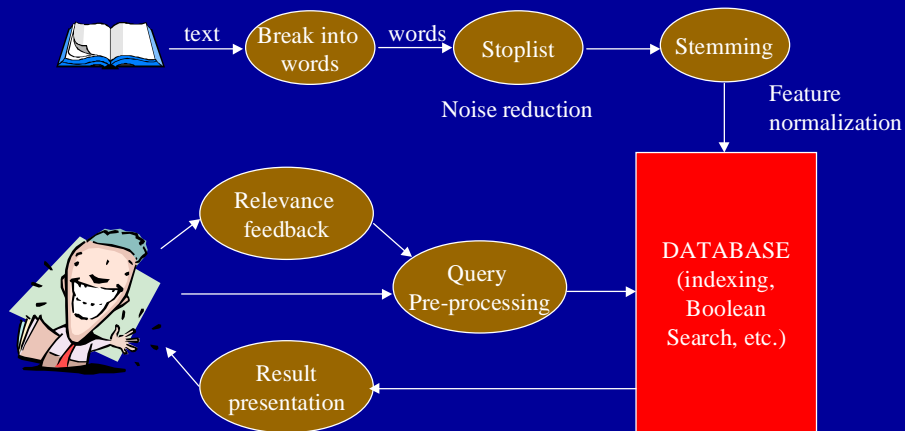 text
Break into
words
words
Stoplist
Stemming
Noise reduction
Feature
normalization
Relevance
feedback
Query
Pre-processing
DATABASE
(indexing,
Boolean
Search, etc.)
Result
presentation